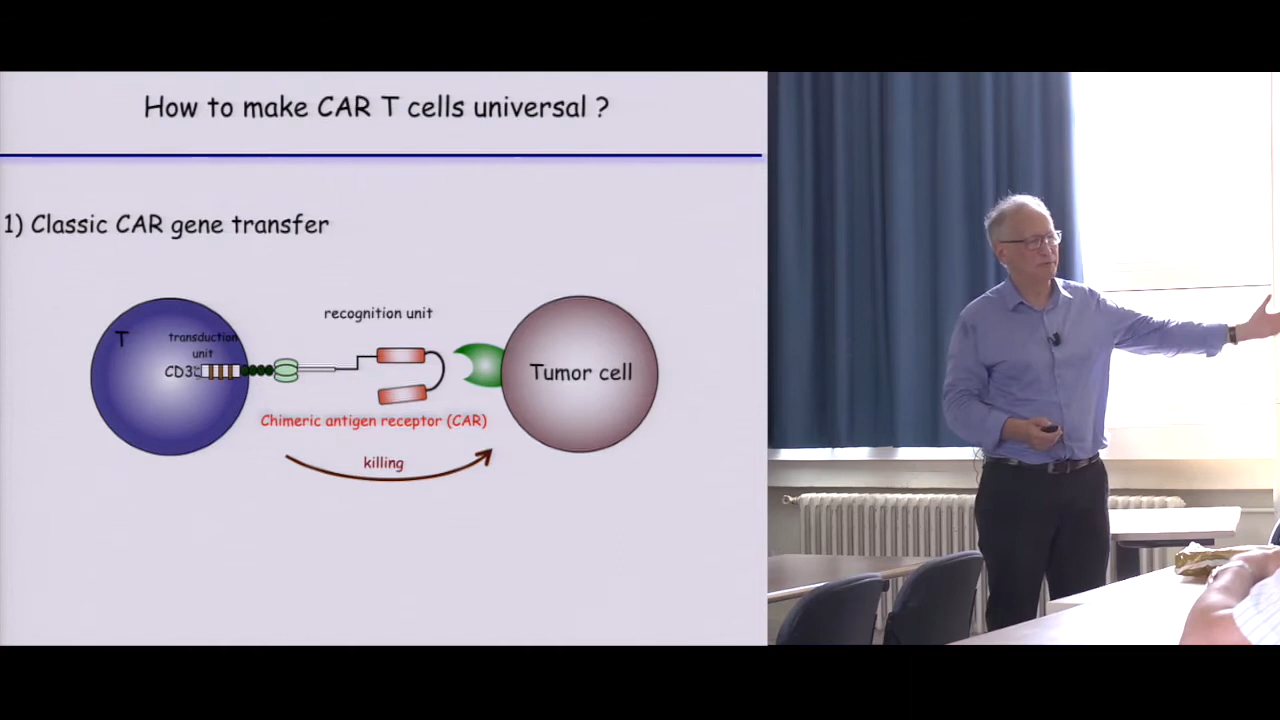 How to make CAR T cells universal ?
1) Classic CAR gene transfer
recognition unit
T
transduction
unit
CD3ζ
Tumor cell
Chimeric antigen receptor (CAR)
killing